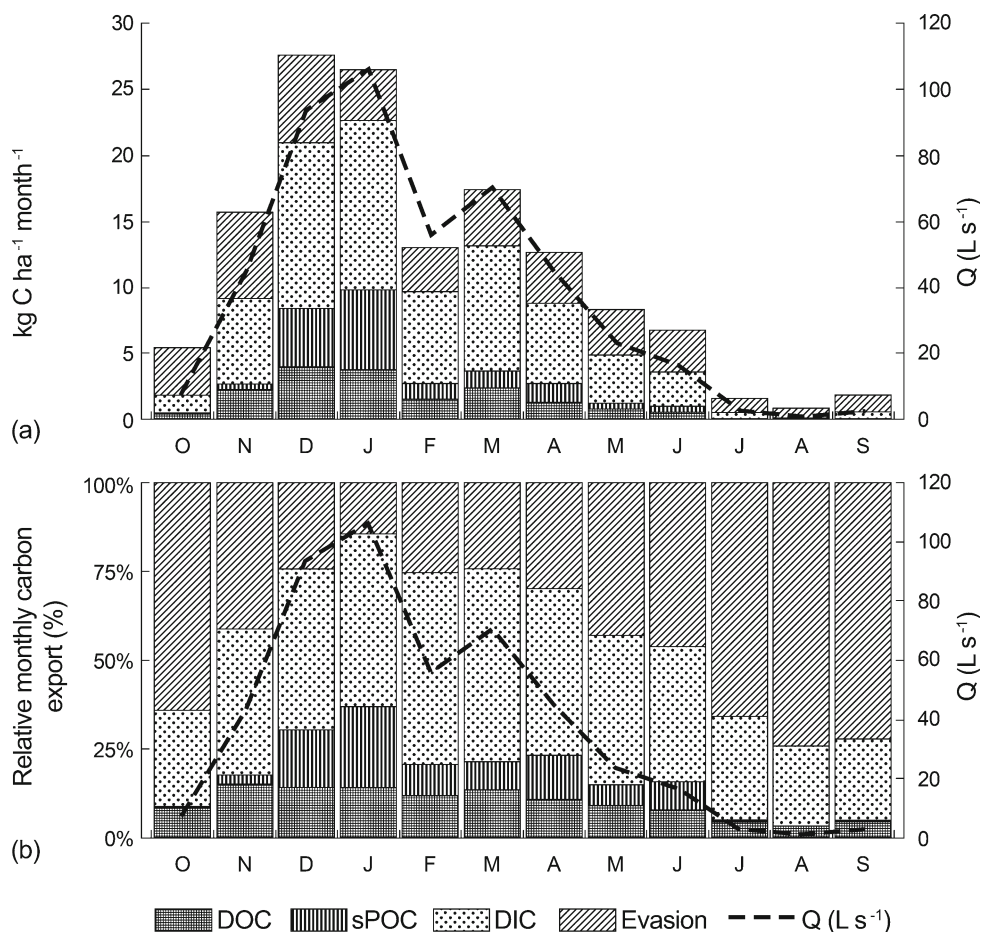 30
25
20
15
10
5
0
kg C ha⁻¹ month⁻¹
120
100
80
60
40
20
0
Q (L s⁻¹)
(a)
O N D J F M A M J J A S
100%
75%
50%
25%
0%
Relative monthly carbon
export (%)
120
100
80
60
40
20
0
Q (L s⁻¹)
(b)
O N D J F M A M J J A S
DOC sPOC DIC Evasion Q (L s⁻¹)